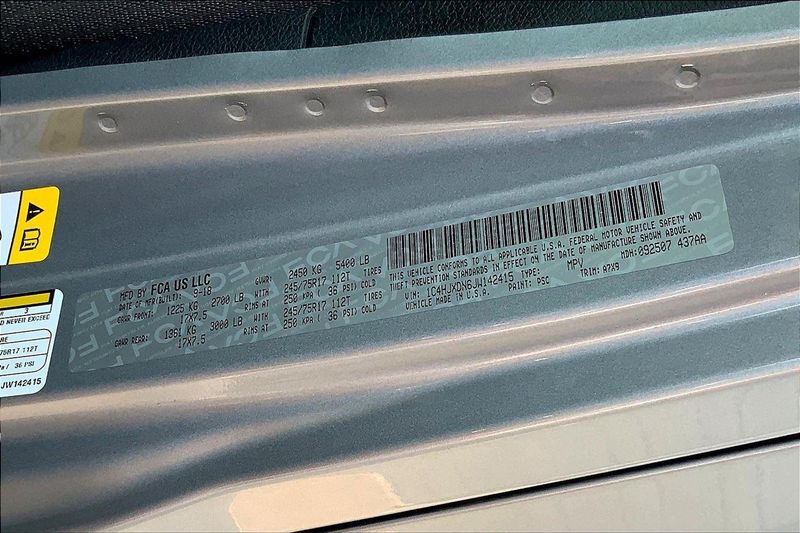 MFD BY FCA US LLC
DATE OF MFR(BUILT) 9-18 GVWR: 2450 KG 5400 LB
GAWR FRONT: 1225 KG 2700 LB 245/75R17 112T TIRES
17X7.5 RIMS AT 250 KPA ( 36 PSI) COLD
GAWR REAR: 1361 KG 3000 LB 245/75R17 112T TIRES
17X7.5 RIMS AT 250 KPA ( 36 PSI) COLD
THIS VEHICLE CONFORMS TO ALL APPLICABLE U.S.A. FEDERAL MOTOR VEHICLE SAFETY AND
THEFT PREVENTION STANDARDS IN EFFECT ON THE DATE OF MANUFACTURE SHOWN ABOVE.
VIN: 1C4HJXDN6JW142415 TYPE: MPV MDH: 092507 437AA
VEHICLE MADE IN U.S.A. PAINT: PSC TRIM: A7X9
3
D NEVER EXCEED
RE
75R17 112T
Pa / 36 PSI
JW142415